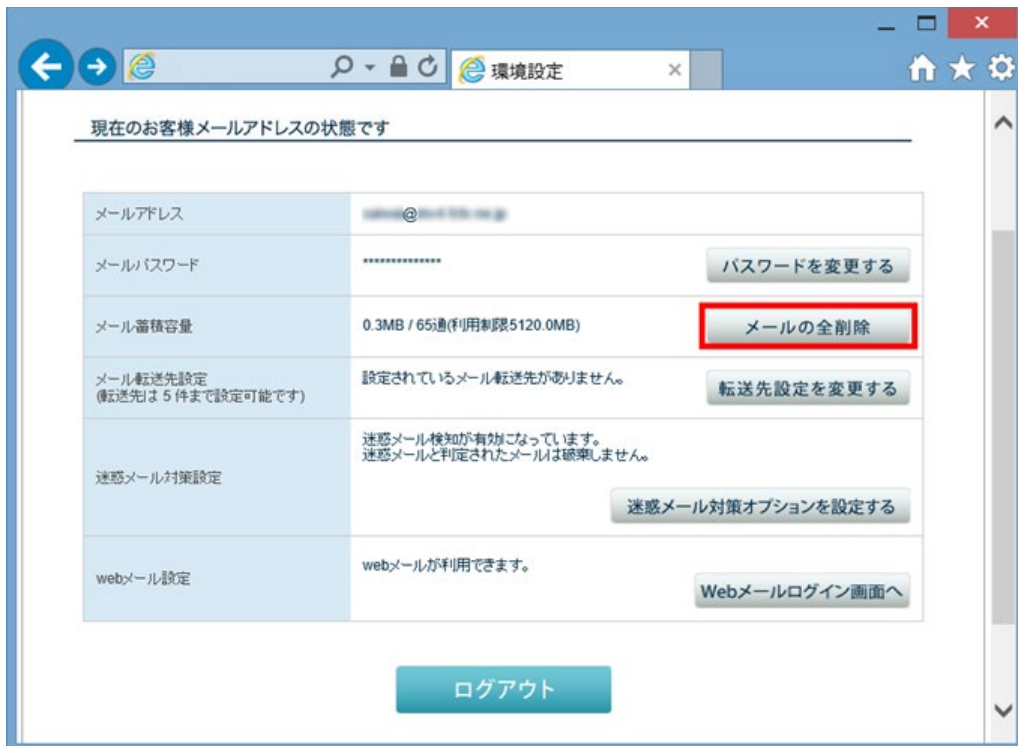 環境設定
現在のお客様メールアドレスの状態です
メールアドレス
@
メールパスワード
**************
パスワードを変更する
メール蓄積容量
0.3MB / 65通(利用制限5120.0MB)
メールの全削除
メール転送先設定
(転送先は5件まで設定可能です)
設定されているメール転送先がありません。
転送先設定を変更する
迷惑メール対策設定
迷惑メール検知が有効になっています。
迷惑メールと判定されたメールは破棄しません。
迷惑メール対策オプションを設定する
webメール設定
webメールが利用できます。
Webメールログイン画面へ
ログアウト